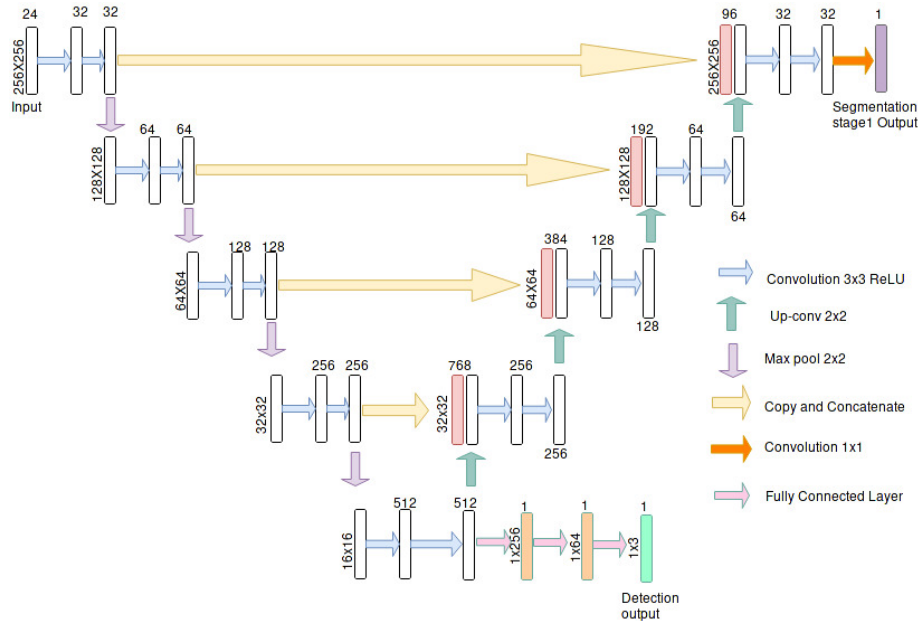 24 32 32
256X256
Input
96 32 32 1
256X256
Segmentation
stage1 Output
64 64
128X128
192 64
128X128
64
128 128
64X64
384 128
64X64
128
256 256
32x32
768 256
32x32
256
512 512
16x16
1 1 1
1x256
1x64
1x3
Detection
output
Convolution 3x3 ReLU
Up-conv 2x2
Max pool 2x2
Copy and Concatenate
Convolution 1x1
Fully Connected Layer